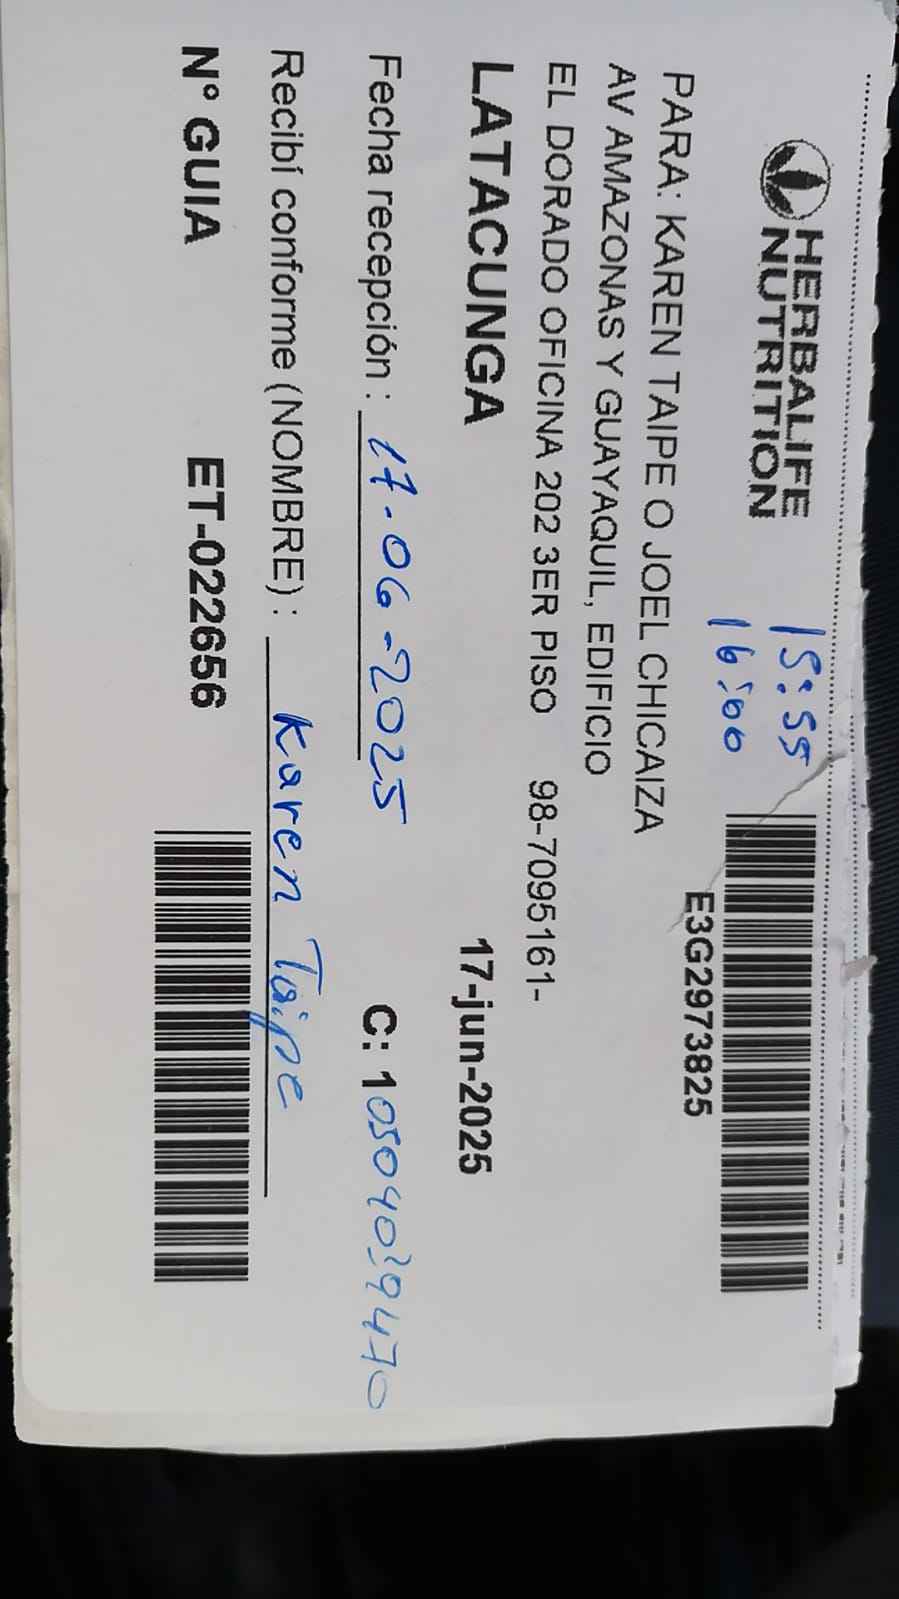 HERBALIFE
NUTRITION
15:55
16:00
E3G2973825
PARA: KAREN TAIPE O JOEL CHICAIZA
AV AMAZONAS Y GUAYAQUIL, EDIFICIO
EL DORADO OFICINA 202 3ER PISO 98-7095161-
LATACUNGA 17-jun-2025
Fecha recepción : 17-06-2025 C: 1
Recibí conforme (NOMBRE) : Karen Taipe
N° GUIA ET-022656